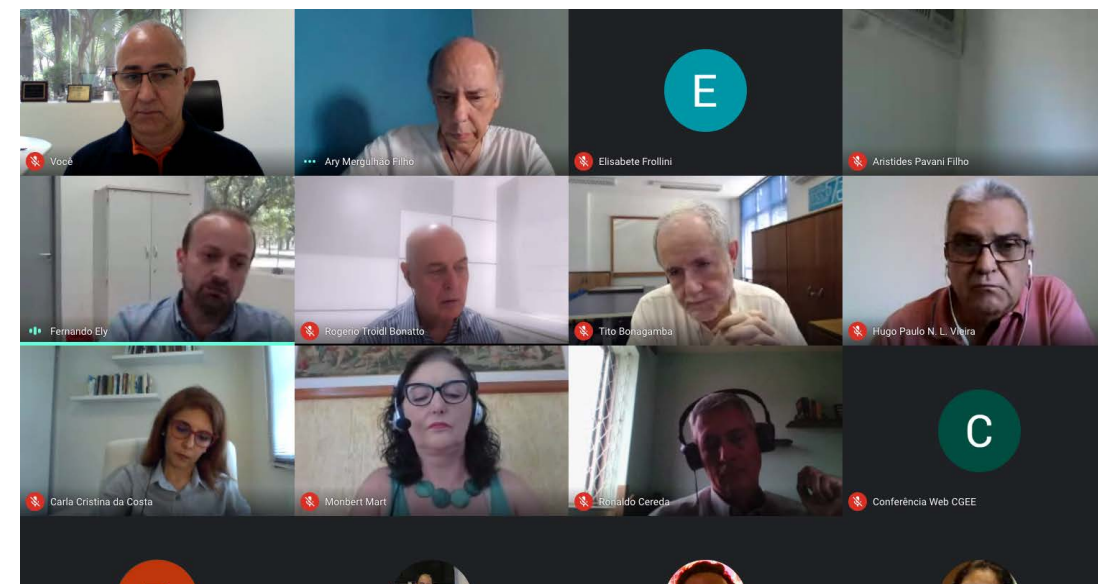 E
Você
Ary Mergulhão Filho
Elisabete Frollini
Aristides Pavani Filho
Fernando Ely
Rogerio Troidl Bonatto
Tito Bonagamba
Hugo Paulo N. L. Vieira
C
Carla Cristina da Costa
Monbert Mart
Ronaldo Cereda
Conferência Web CGEE